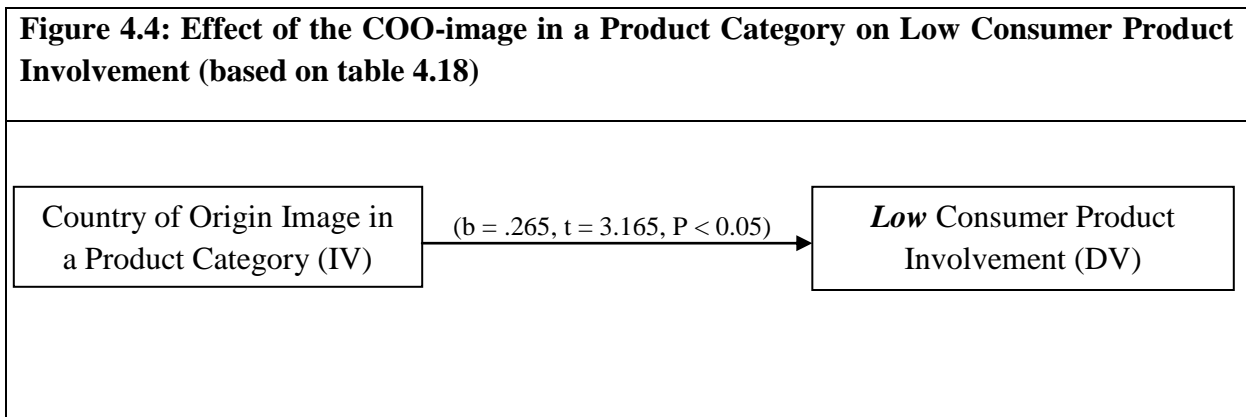 Figure 4.4: Effect of the COO-image in a Product Category on Low Consumer Product
Involvement (based on table 4.18)
Country of Origin Image in
a Product Category (IV)
(b = .265, t = 3.165, P < 0.05)
Low Consumer Product
Involvement (DV)